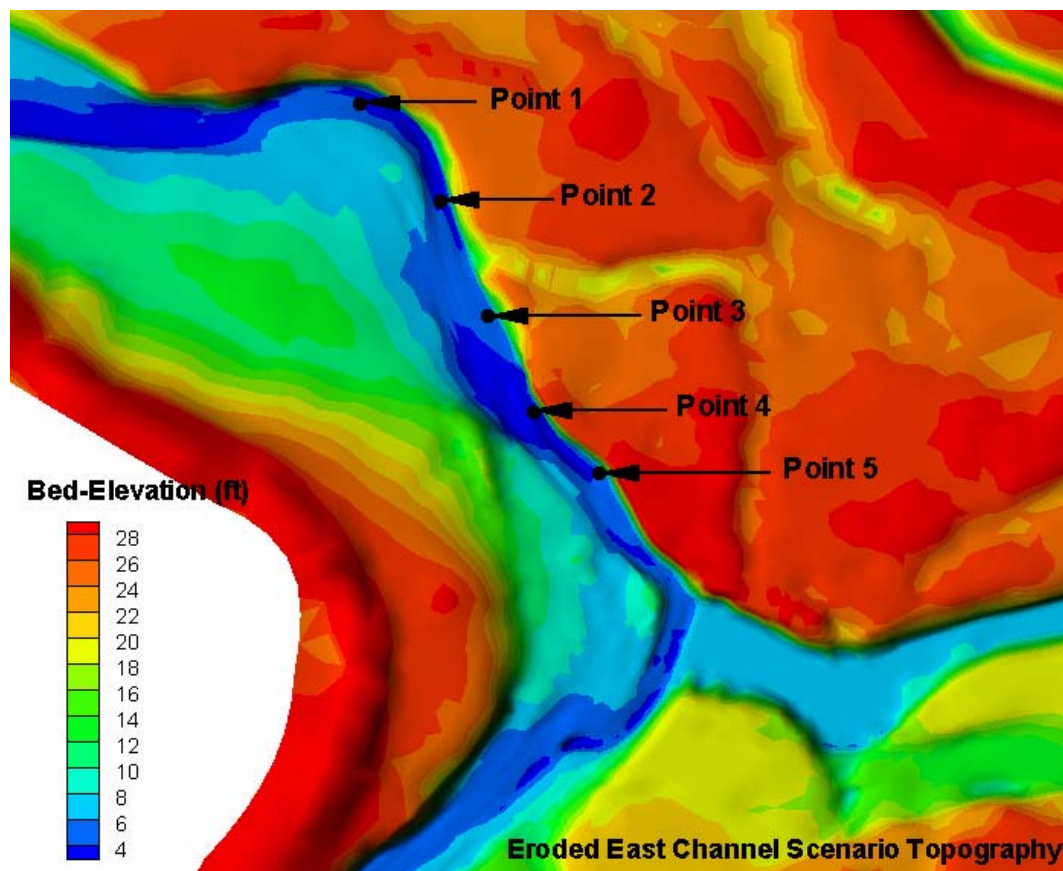 Point 1
Point 2
Point 3
Point 4
Point 5
Bed-Elevation (ft)
28
26
24
22
20
18
16
14
12
10
8
6
4
Eroded East Channel Scenario Topography